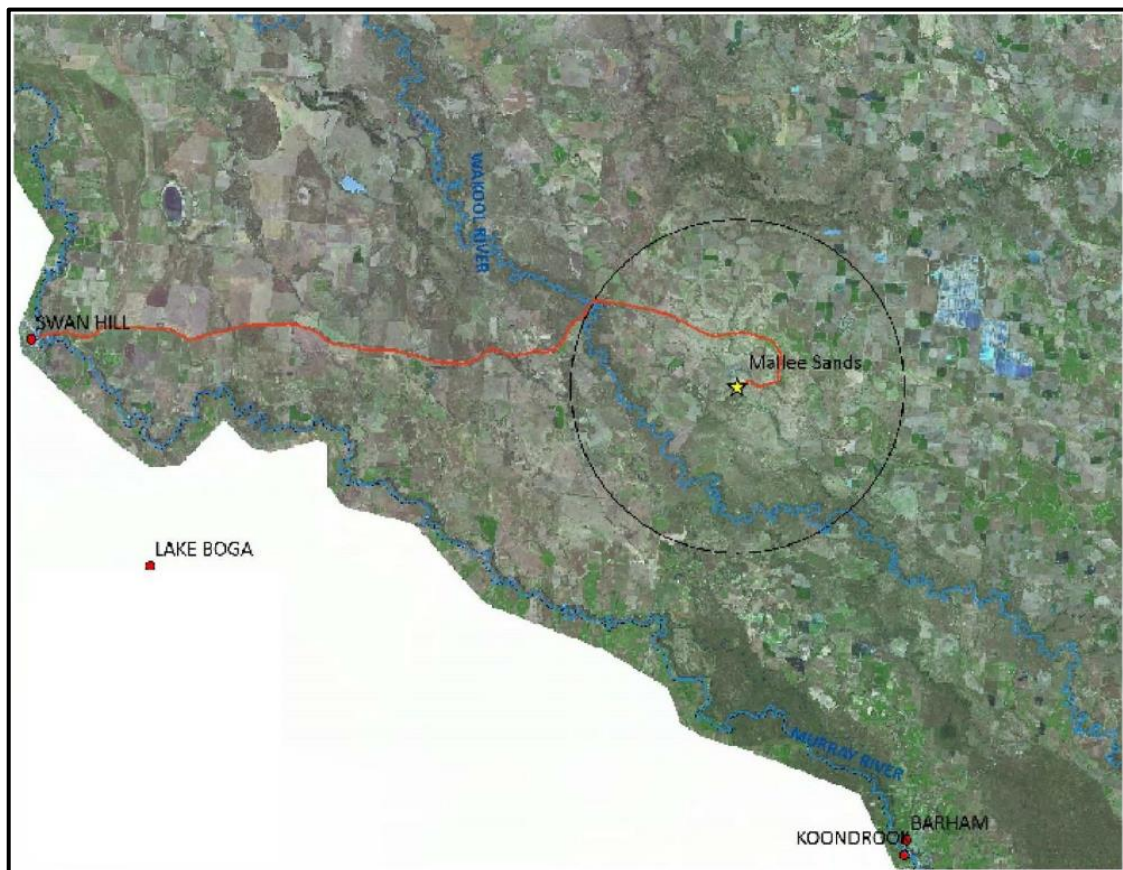 WAKOOL RIVER
SWAN HILL
Mallee Sands
LAKE BOGA
MURRAY RIVER
BARHAM
KOONDROOK